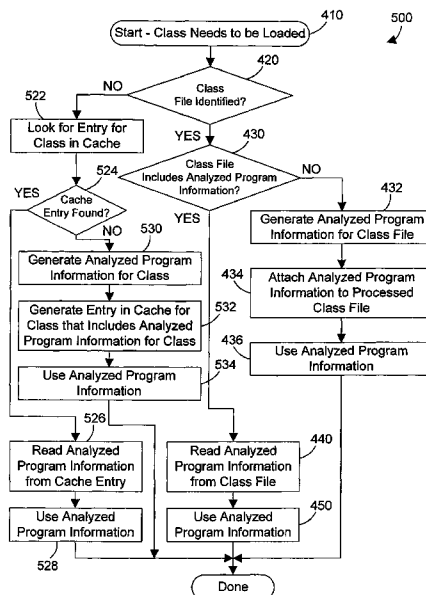 500
410
Start - Class Needs to be Loaded
420
Class
File Identified?
NO
YES
522
Look for Entry for
Class in Cache
430
Class File
Includes Analyzed Program
Information?
NO
YES
524
Cache
Entry Found?
YES
NO
432
Generate Analyzed Program
Information for Class File
530
Generate Analyzed Program
Information for Class
434
Attach Analyzed Program
Information to Processed
Class File
532
Generate Entry in Cache for
Class that Includes Analyzed
Program Information for Class
436
Use Analyzed Program
Information
534
Use Analyzed Program
Information
526
Read Analyzed
Program Information
from Cache Entry
440
Read Analyzed
Program Information
from Class File
528
Use Analyzed
Program Information
450
Use Analyzed
Program Information
Done